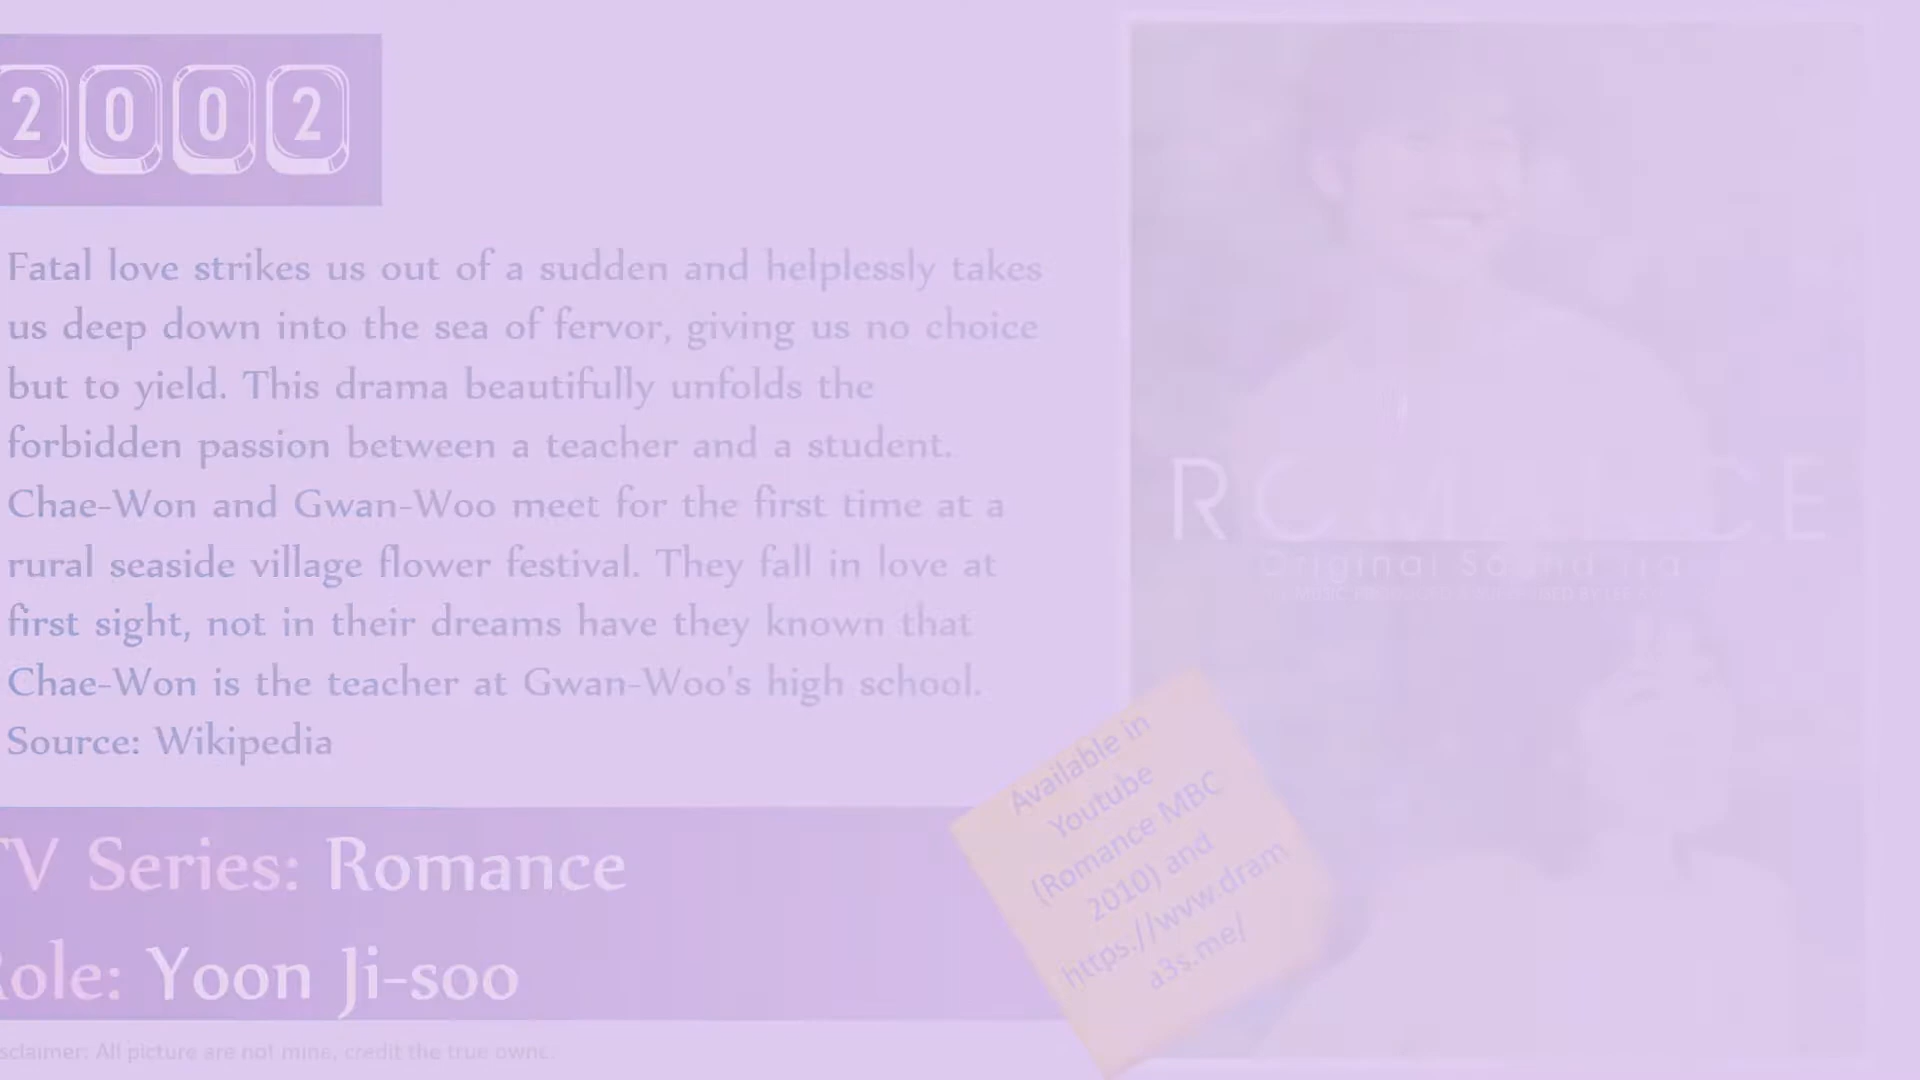 2002
Fatal love strikes us out of a sudden and helplessly takes
us deep down into the sea of fervor, giving us no choice
but to yield. This drama beautifully unfolds the
forbidden passion between a teacher and a student.
Chae-Won and Gwan-Woo meet for the first time at a
rural seaside village flower festival. They fall in love at
first sight, not in their dreams have they known that
Chae-Won is the teacher at Gwan-Woo's high school.
Source: Wikipedia
TV Series: Romance
Role: Yoon Ji-soo
sclaimer: All picture are not mine, credit the true owne.
ROMANCE
Original Sound Tra
Available in
Youtube
(Romance MBC
2010) and
https://wvw.dram
a3s.me/